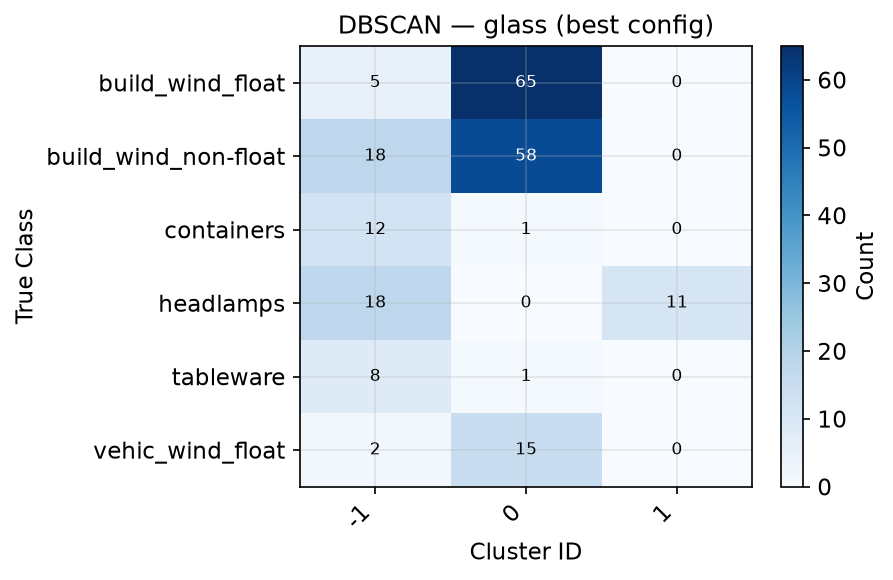 DBSCAN — glass (best config)
build_wind_float 5 65 0
build_wind_non-float 18 58 0
containers 12 1 0
headlamps 18 0 11
tableware 8 1 0
vehic_wind_float 2 15 0
-1 0 1
Cluster ID
True Class
60
50
40
30
20
10
0
Count